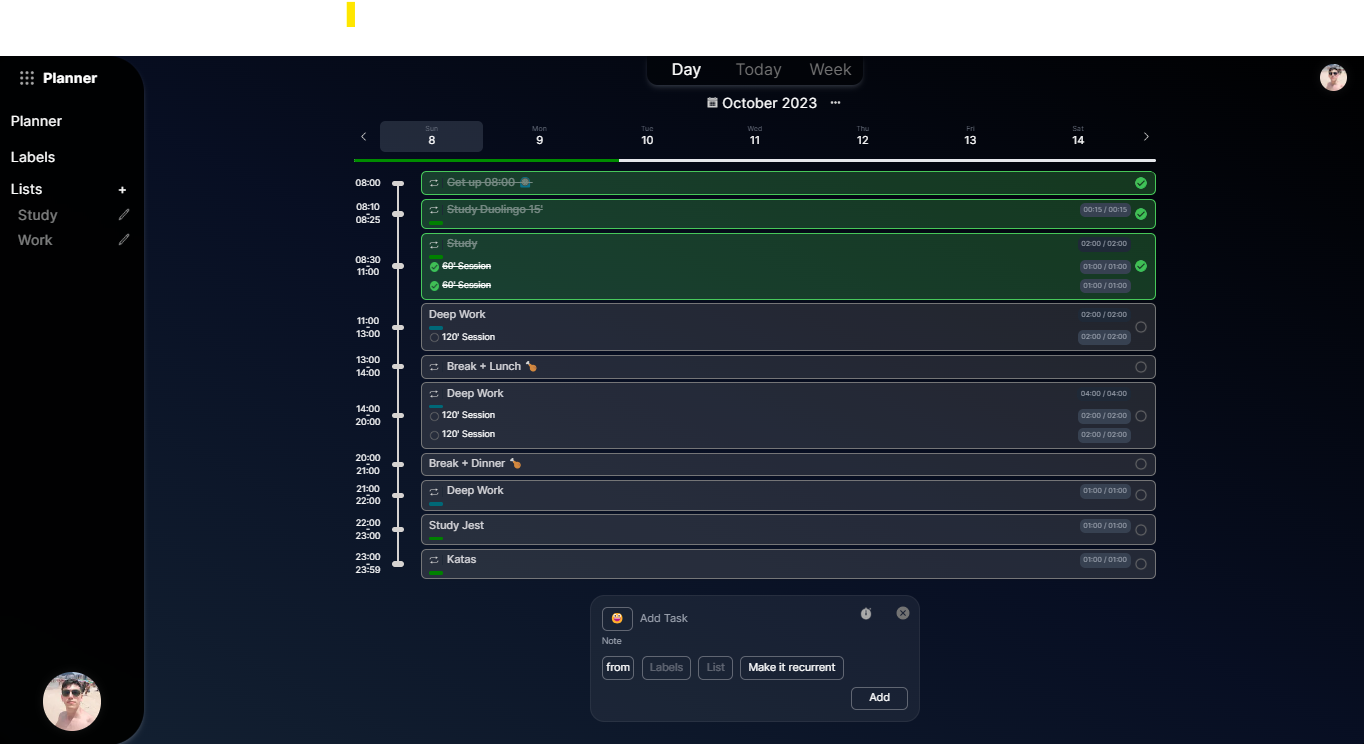 Planner
Planner
Labels
Lists +
Study
Work
Day Today Week
October 2023 ···
Sun Mon Tue Wed Thu Fri Sat
8 9 10 11 12 13 14
08:00 Get up 08:00
08:10 - 08:25 Study Duolingo 15' 00:15 / 00:15
08:30 - 11:00 Study 02:00 / 02:00
60' Session 01:00 / 01:00
60' Session 01:00 / 01:00
11:00 - 13:00 Deep Work 02:00 / 02:00
120' Session 02:00 / 02:00
13:00 - 14:00 Break + Lunch 🍗
14:00 - 20:00 Deep Work 04:00 / 04:00
120' Session 02:00 / 02:00
120' Session 02:00 / 02:00
20:00 - 21:00 Break + Dinner 🍗
21:00 - 22:00 Deep Work 01:00 / 01:00
22:00 - 23:00 Study Jest 01:00 / 01:00
23:00 - 23:59 Katas 01:00 / 01:00
Add Task
Note
from Labels List Make it recurrent
Add